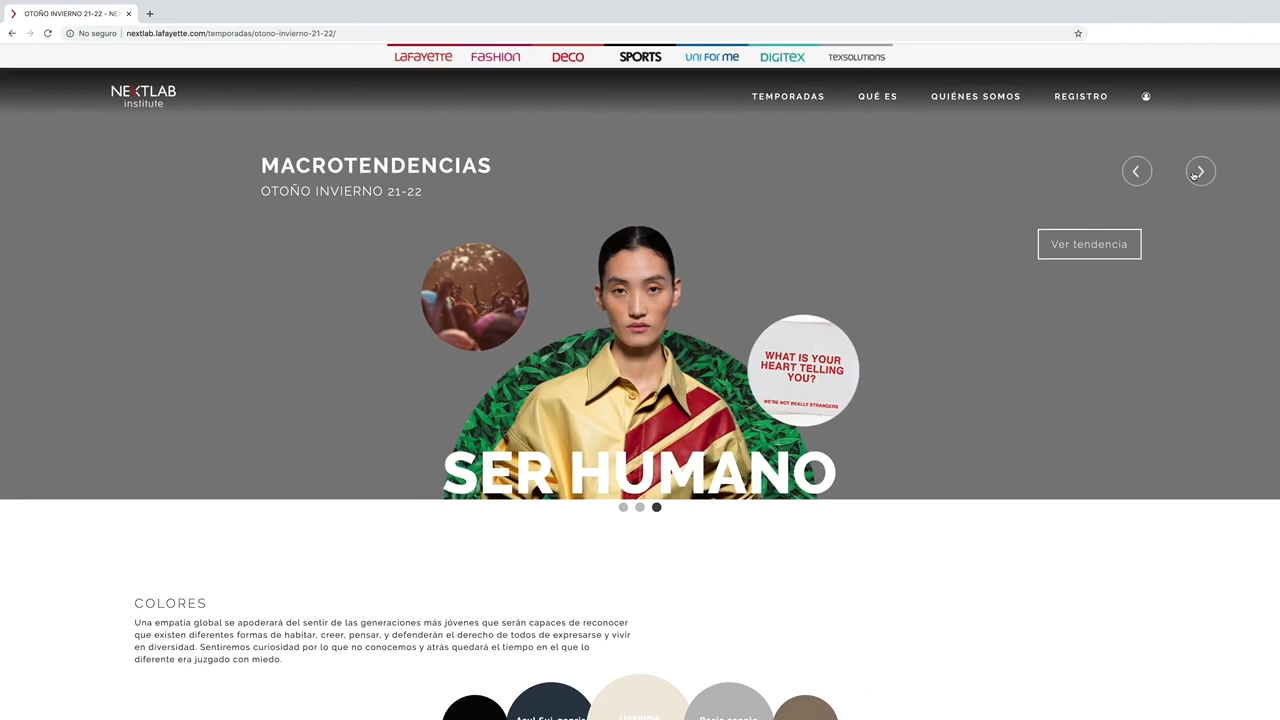 OTOÑO INVIERNO 21-22 - NE
No seguro
nextlab.lafayette.com/temporadas/otono-invierno-21-22/
LAFAYETTE FASHION DECO SPORTS UNIFORME DIGITEX TEXSOLUTIONS
NEXTLAB
institute
TEMPORADAS QUÉ ES QUIÉNES SOMOS REGISTRO
MACROTENDENCIAS
OTOÑO INVIERNO 21-22
Ver tendencia
WHAT IS YOUR
HEART TELLING
YOU?
WE'RE NOT REALLY STRANGERS
SER HUMANO
COLORES
Una empatía global se apoderará del sentir de las generaciones más jóvenes que serán capaces de reconocer
que existen diferentes formas de habitar, creer, pensar, y defenderán el derecho de todos de expresarse y vivir
en diversidad. Sentiremos curiosidad por lo que no conocemos y atrás quedará el tiempo en el que lo
diferente era juzgado con miedo.